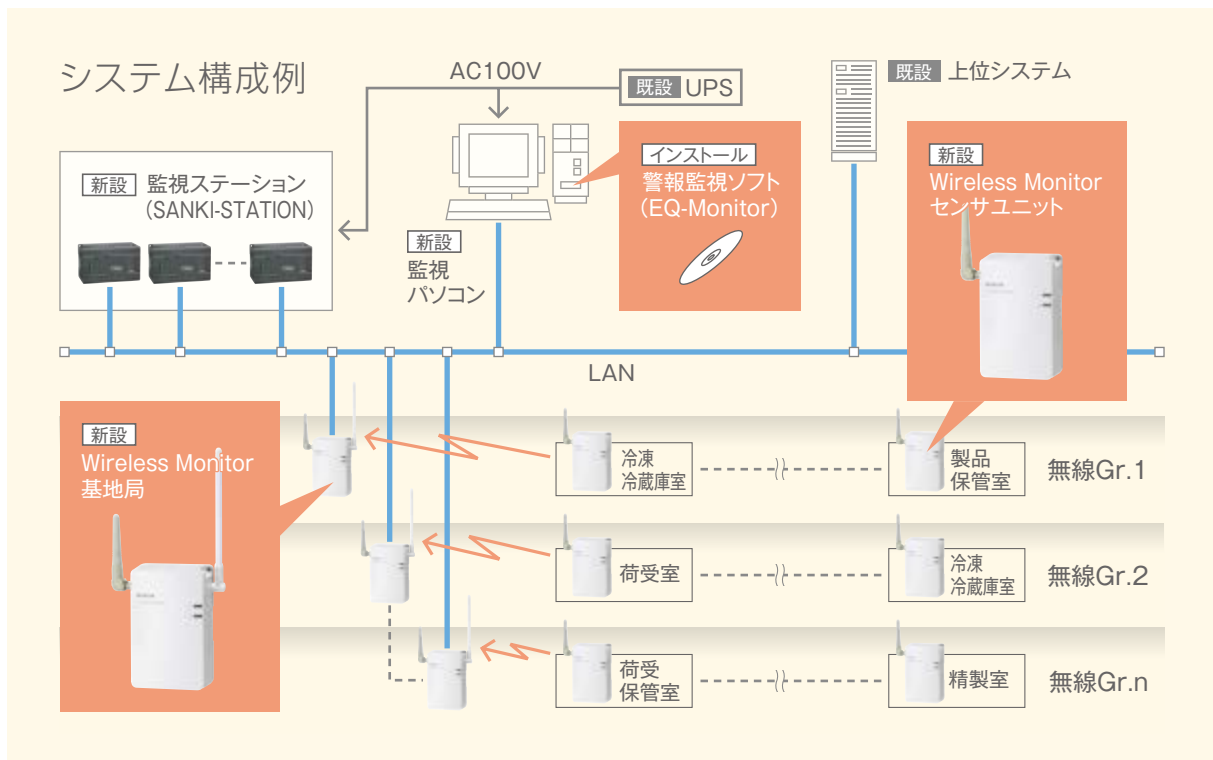 システム構成例
AC100V
既設 UPS
既設 上位システム
新設 監視ステーション
(SANKI-STATION)
新設
監視
パソコン
インストール
警報監視ソフト
(EQ-Monitor)
新設
Wireless Monitor
センサユニット
LAN
新設
Wireless Monitor
基地局
冷凍
冷蔵庫室
製品
保管室
無線Gr.1
荷受室
冷凍
冷蔵庫室
無線Gr.2
荷受
保管室
精製室
無線Gr.n